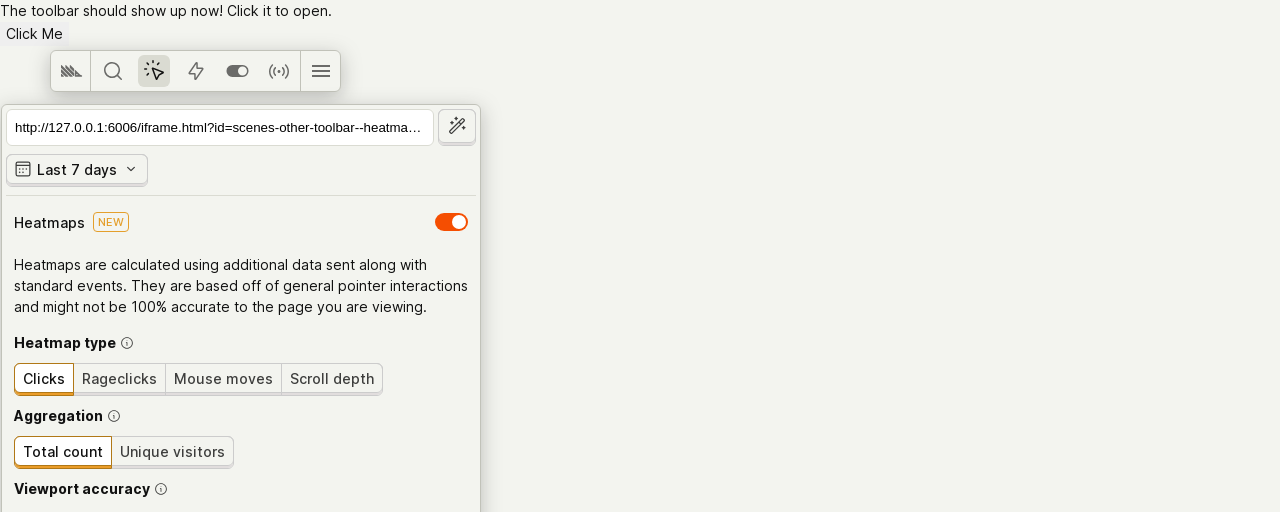 The toolbar should show up now! Click it to open.
Click Me
http://127.0.0.1:6006/iframe.html?id=scenes-other-toolbar--heatma…
Last 7 days
Heatmaps NEW
Heatmaps are calculated using additional data sent along with
standard events. They are based off of general pointer interactions
and might not be 100% accurate to the page you are viewing.
Heatmap type
Clicks Rageclicks Mouse moves Scroll depth
Aggregation
Total count Unique visitors
Viewport accuracy